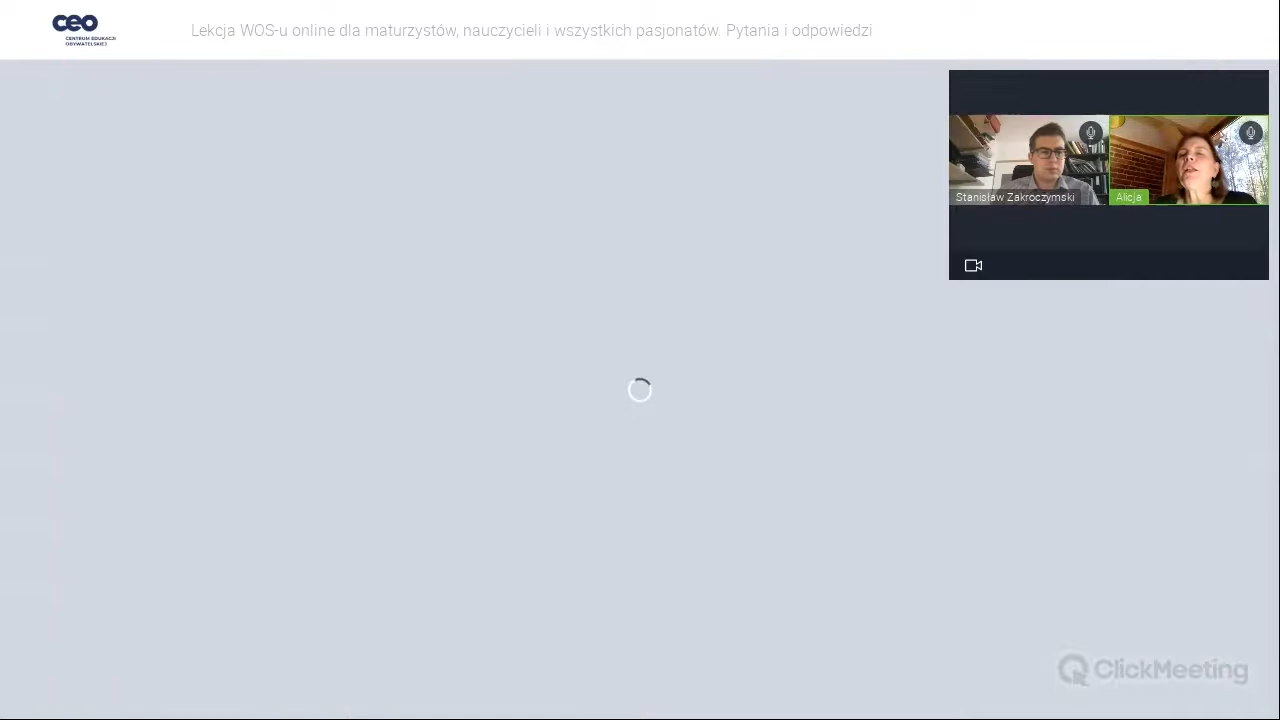 ceo
CENTRUM EDUKACJI
OBYWATELSKIEJ
Lekcja WOS-u online dla maturzystów, nauczycieli i wszystkich pasjonatów. Pytania i odpowiedzi
Stanisław Zakroczymski
Alicja
ClickMeeting